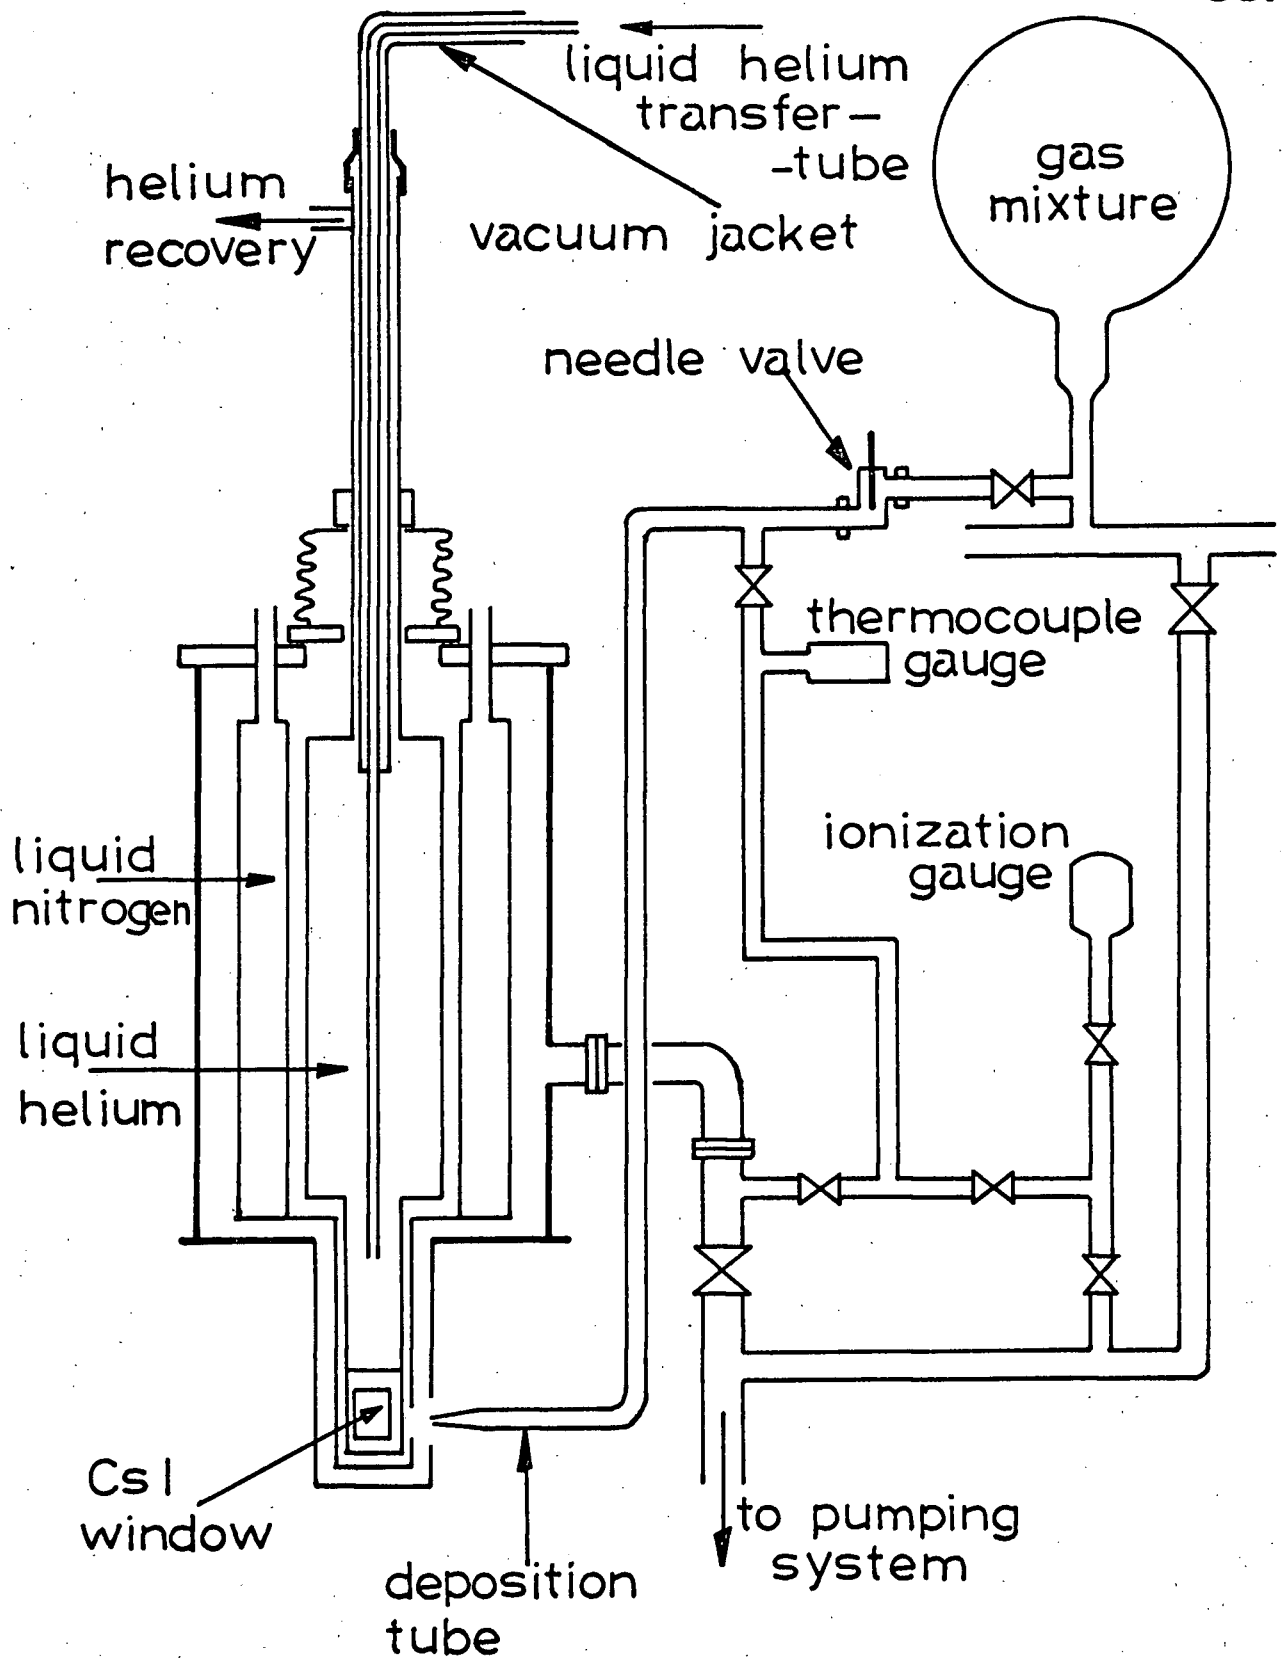 liquid helium
transfer-
-tube
gas
mixture
helium
recovery
vacuum jacket
needle valve
thermocouple
gauge
ionization
gauge
liquid
nitrogen
liquid
helium
CsI
window
deposition
tube
to pumping
system